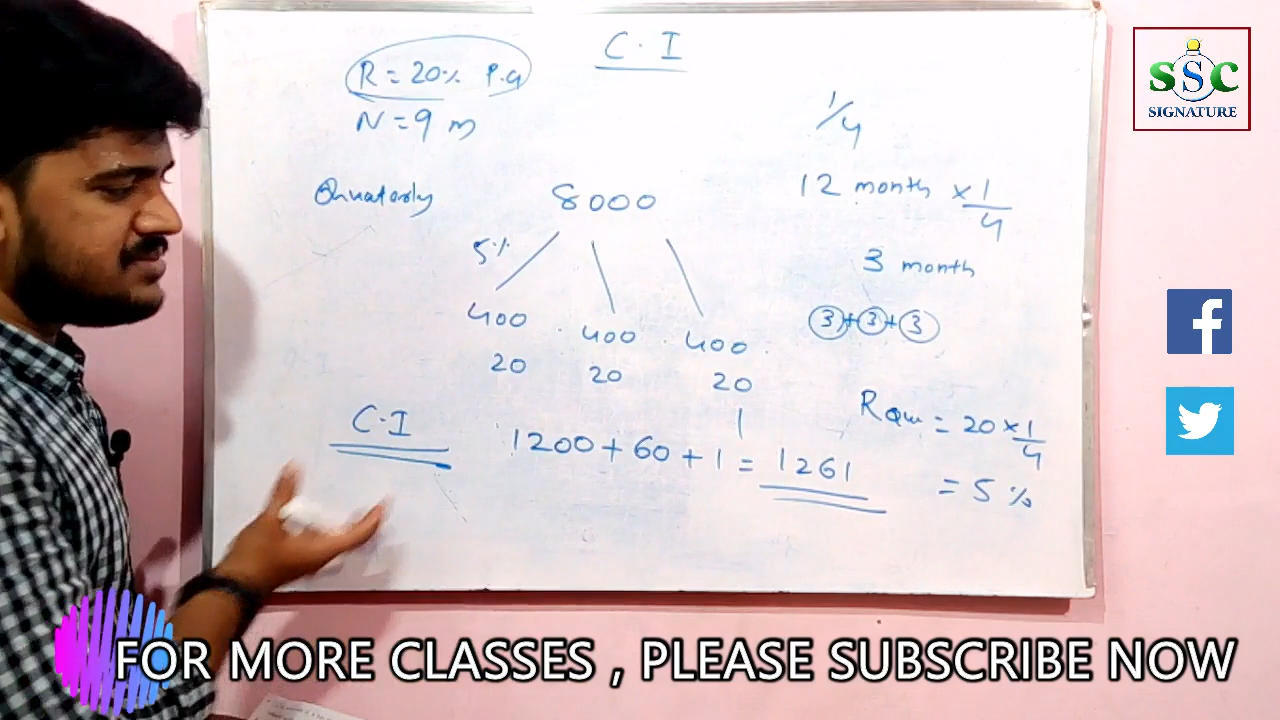 C.I
R = 20% P.a
N = 9 m
1/4
12 month × 1/4
8000
5%
3 month
3+3+3
400 400 400
20 20 20
1
C.I
1200 + 60 + 1 = 1261
= 20 × 1/4
= 5%
SSC
SIGNATURE
FOR MORE CLASSES , PLEASE SUBSCRIBE NOW